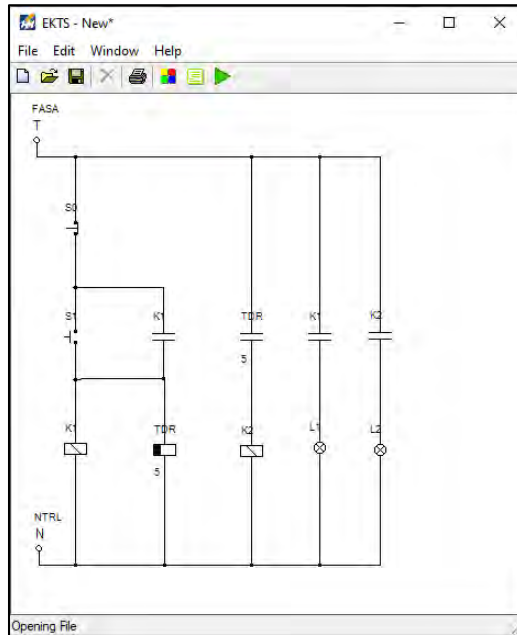 EKTS - New*
File Edit Window Help
FASA
T
S0
S1 K1 TDR K1 K2
5
K1 TDR K2 L1 L2
5
NTRL
N
Opening File